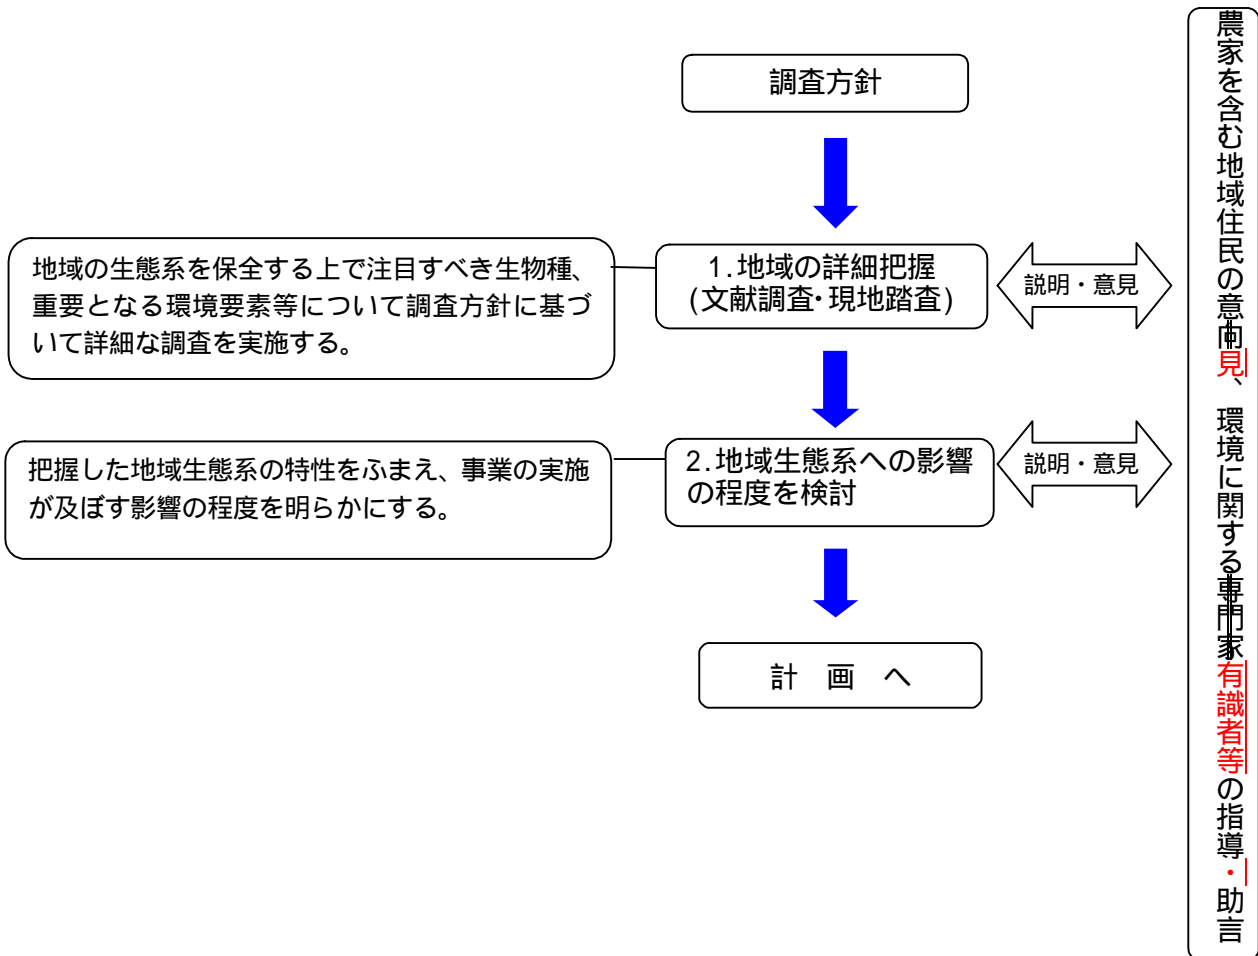 調査方針
地域の生態系を保全する上で注目すべき生物種、
重要となる環境要素等について調査方針に基づ
いて詳細な調査を実施する。
1.地域の詳細把握
(文献調査・現地踏査)
説明・意見
把握した地域生態系の特性をふまえ、事業の実施
が及ぼす影響の程度を明らかにする。
2.地域生態系への影響
の程度を検討
説明・意見
計 画 へ
農家を含む地域住民の意向見、環境に関する専門家有識者等の指導・助言